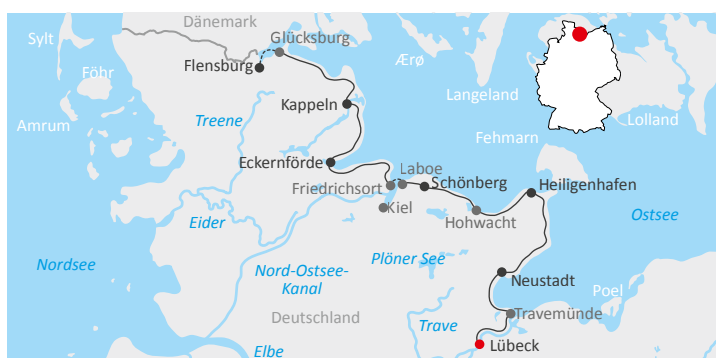 Dänemark
Sylt
Glücksburg
Ærø
Flensburg
Föhr
Langeland
Kappeln
Lolland
Amrum
Treene
Fehmarn
Eckernförde
Laboe
Schönberg
Friedrichsort
Heiligenhafen
Kiel
Hohwacht
Ostsee
Eider
Plöner See
Nordsee
Nord-Ostsee-
Kanal
Neustadt
Poel
Deutschland
Trave
Travemünde
Lübeck
Elbe